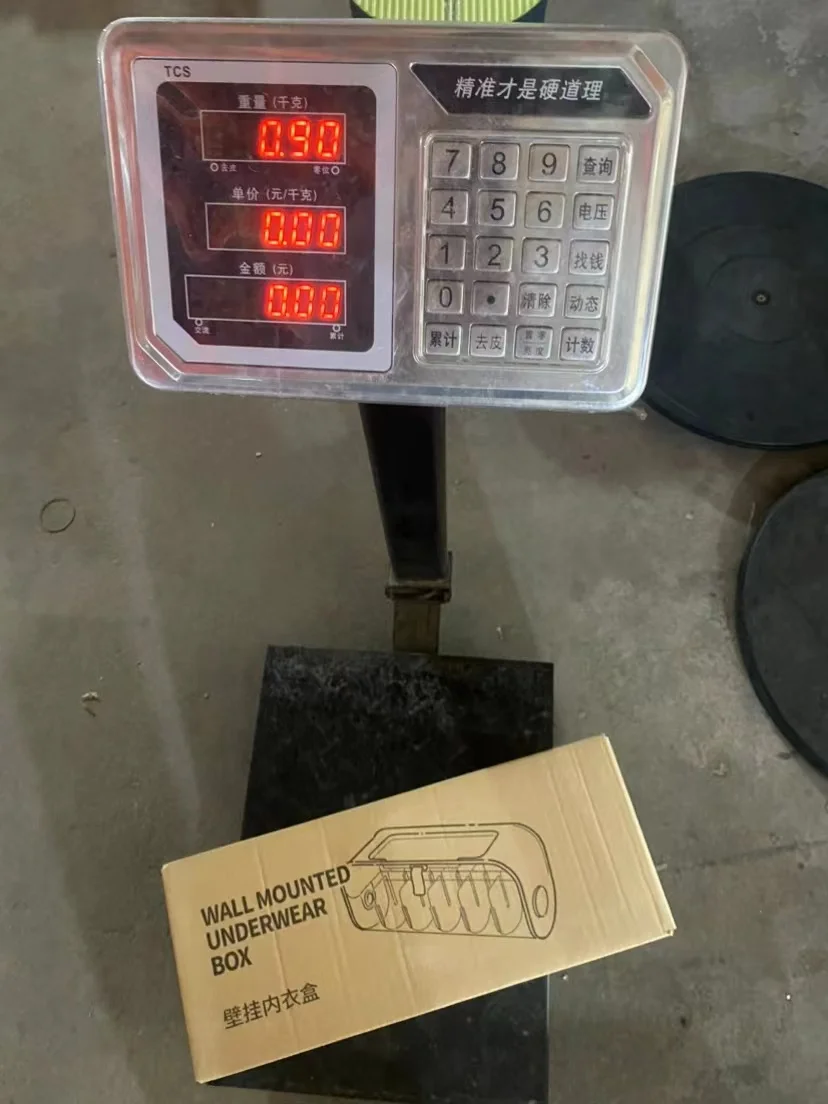 TCS
重量 (千克)
0.90
去皮 零位
单价 (元/千克)
0.00
金额 (元)
0.00
交流 累计
精准才是硬道理
7 8 9 查询
4 5 6 电压
1 2 3 找钱
0 • 清除 动态
累计 去皮 计数
WALL MOUNTED
UNDERWEAR
BOX
壁挂内衣盒